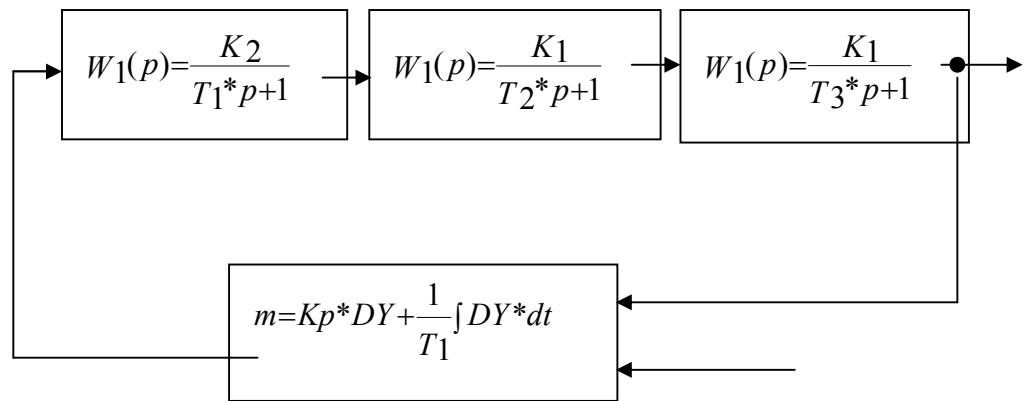 W1(p)=K2/(T1*p+1)
W1(p)=K1/(T2*p+1)
W1(p)=K1/(T3*p+1)
m=Kp*DY+1/T1∫DY*dt